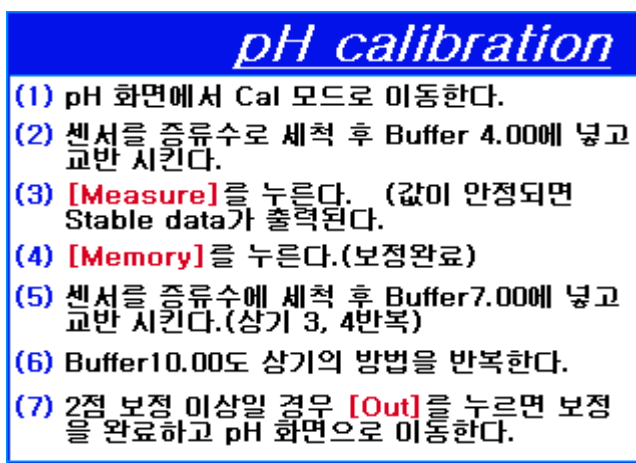 pH calibration
(1) pH 화면에서 Cal 모드로 이동한다.
(2) 센서를 증류수로 세척 후 Buffer 4.00에 넣고
교반 시킨다.
(3) [Measure]를 누른다. (값이 안정되면
Stable data가 출력된다.
(4) [Memory]를 누른다.(보정완료)
(5) 센서를 증류수에 세척 후 Buffer7.00에 넣고
교반 시킨다.(상기 3, 4반복)
(6) Buffer10.00도 상기의 방법을 반복한다.
(7) 2점 보정 이상일 경우 [Out]를 누르면 보정
을 완료하고 pH 화면으로 이동한다.